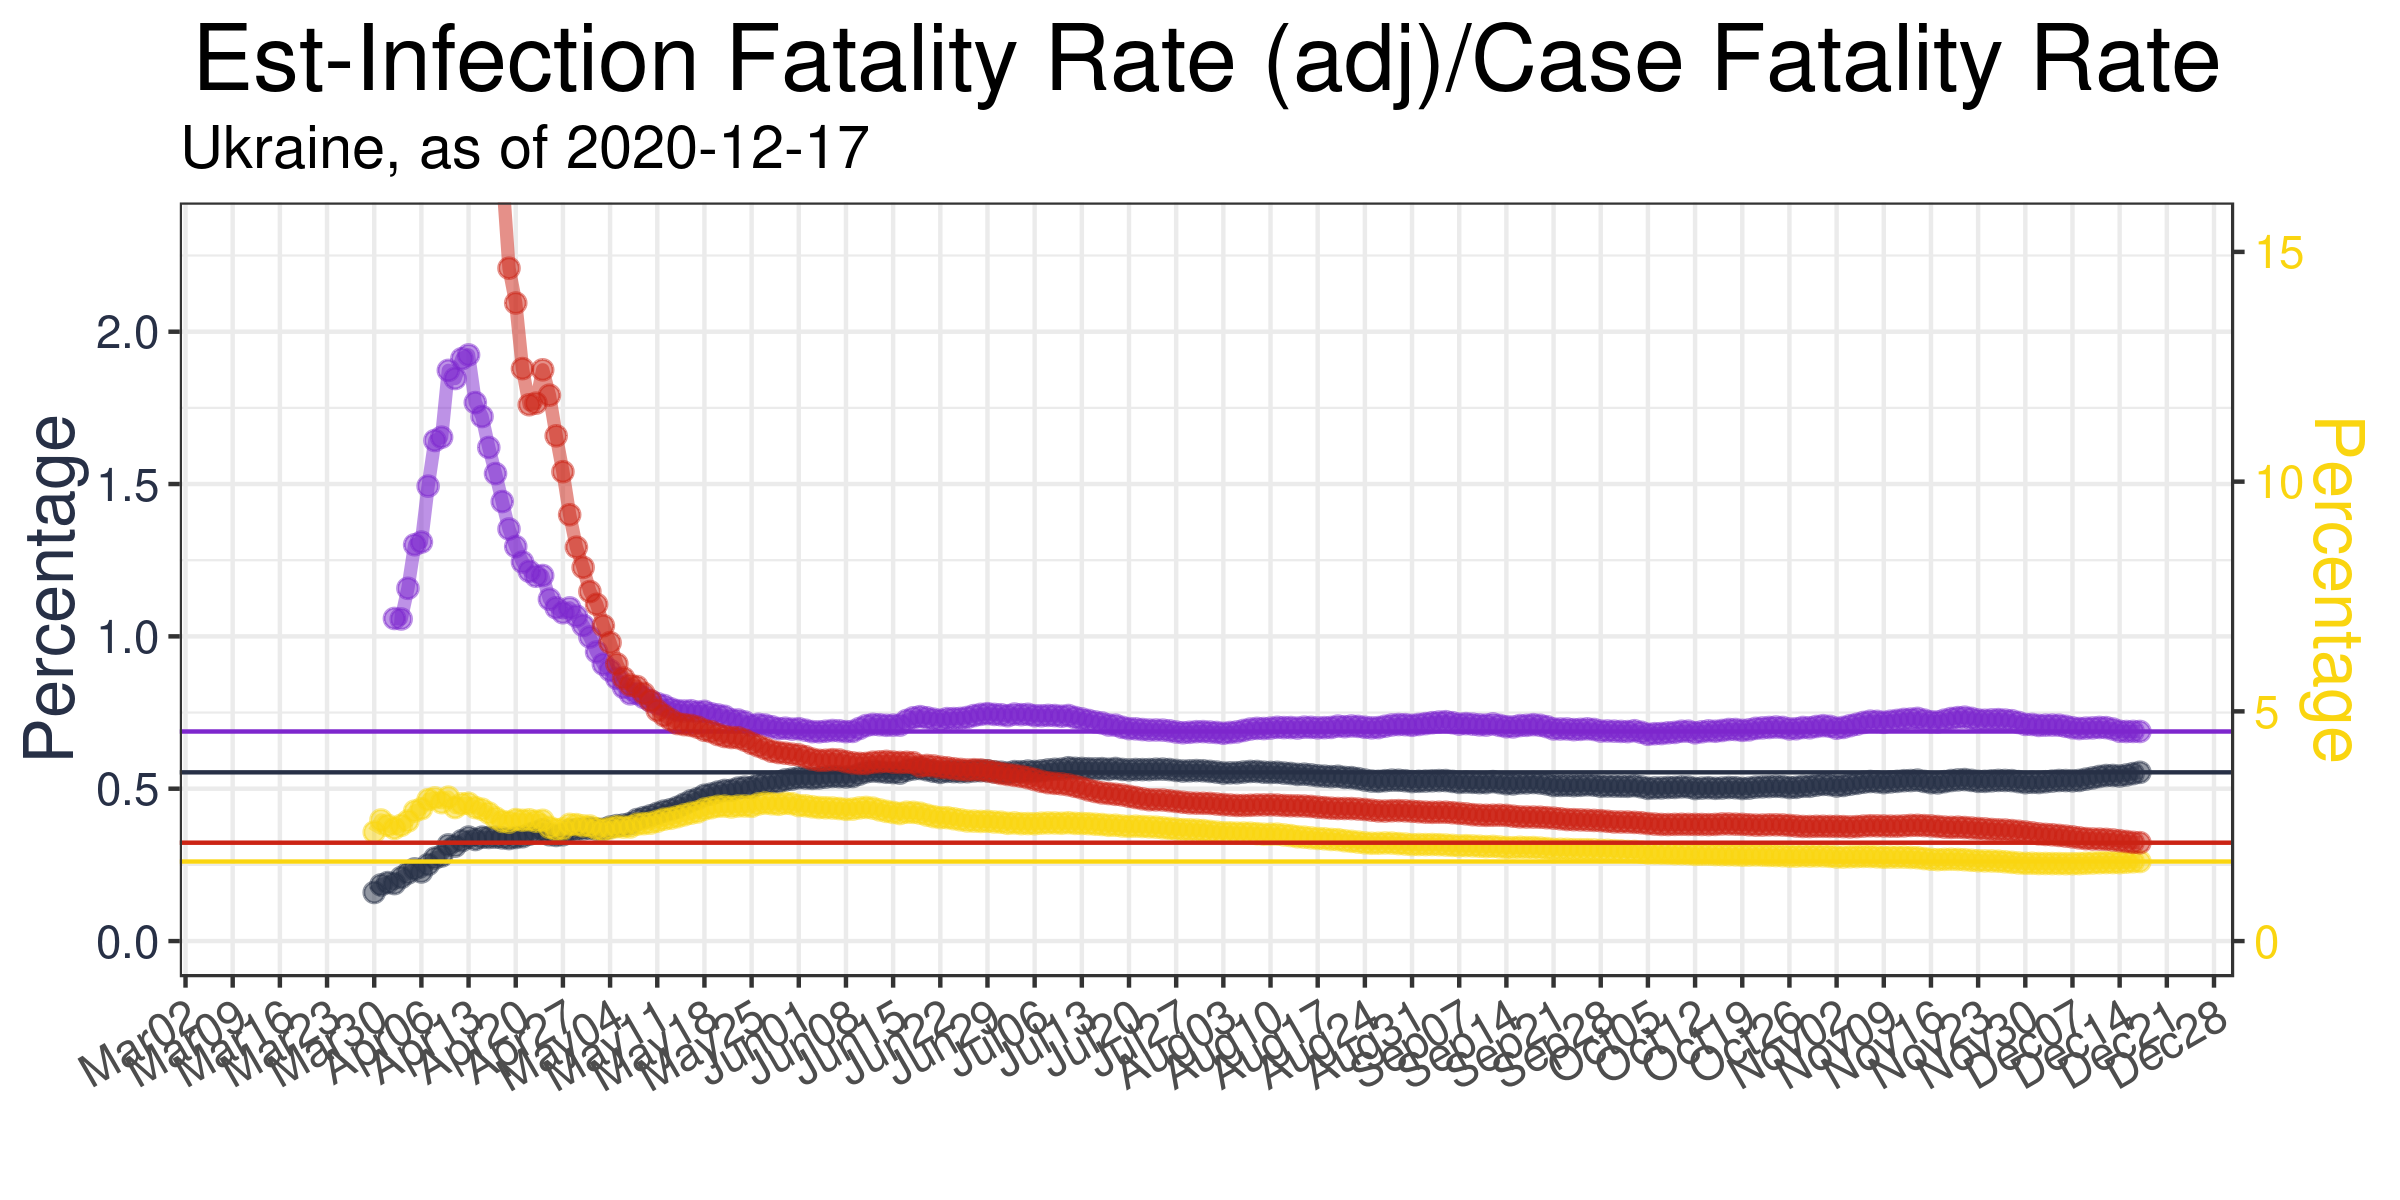 Est-Infection Fatality Rate (adj)/Case Fatality Rate
Ukraine, as of 2020-12-17
Percentage
2.0
1.5
1.0
0.5
0.0
15
10
5
0
Percentage
Mar02
Mar09
Mar16
Mar23
Mar30
Apr06
Apr13
Apr20
Apr27
May04
May11
May18
May25
Jun01
Jun08
Jun15
Jun22
Jun29
Jul06
Jul13
Jul20
Jul27
Aug03
Aug10
Aug17
Aug24
Aug31
Sep07
Sep14
Sep21
Sep28
Oct05
Oct12
Oct19
Oct26
Nov02
Nov09
Nov16
Nov23
Nov30
Dec07
Dec14
Dec21
Dec28